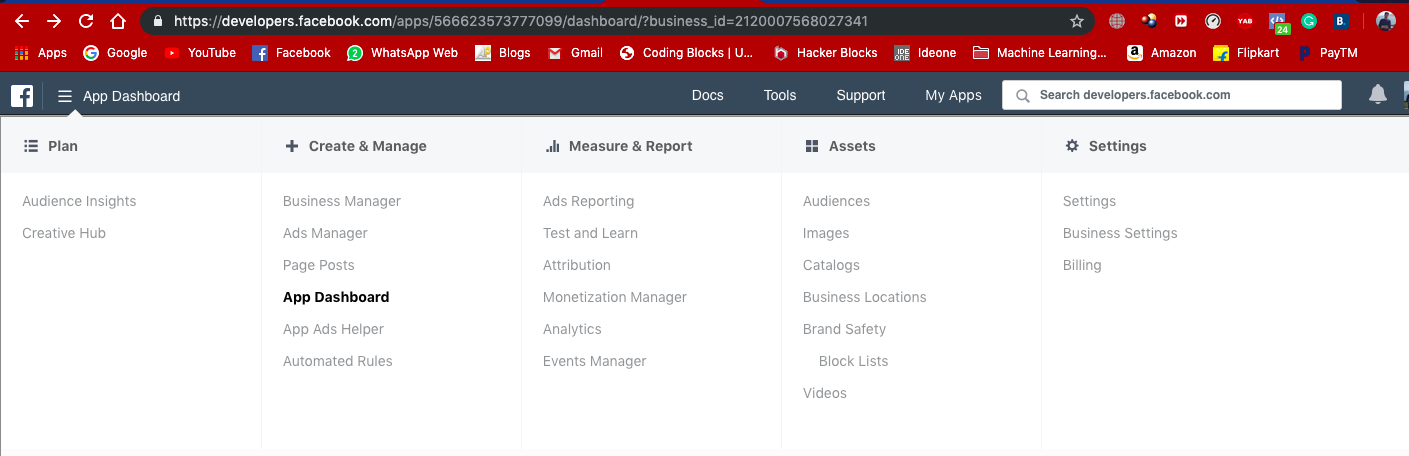 https://developers.facebook.com/apps/566623573777099/dashboard/?business_id=2120007568027341
YAB
24
B.
Apps Google YouTube Facebook 2 WhatsApp Web Blogs Gmail Coding Blocks | U... Hacker Blocks IDE ONE Ideone Machine Learning... Amazon Flipkart PayTM
App Dashboard Docs Tools Support My Apps Search developers.facebook.com
Plan Create & Manage Measure & Report Assets Settings
Audience Insights Business Manager Ads Reporting Audiences Settings
Creative Hub Ads Manager Test and Learn Images Business Settings
Page Posts Attribution Catalogs Billing
App Dashboard Monetization Manager Business Locations
App Ads Helper Analytics Brand Safety
Automated Rules Events Manager Block Lists
Videos